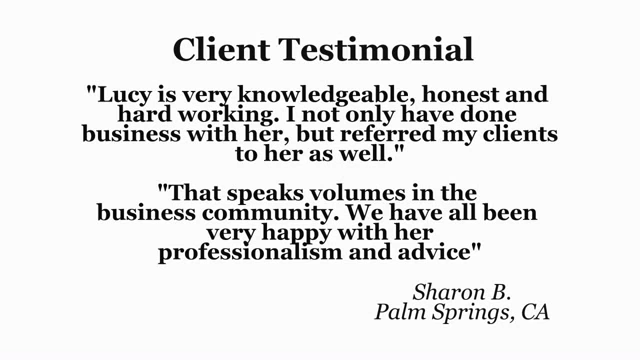 Client Testimonial
"Lucy is very knowledgeable, honest and
hard working. I not only have done
business with her, but referred my clients
to her as well."
"That speaks volumes in the
business community. We have all been
very happy with her
professionalism and advice"
Sharon B.
Palm Springs, CA